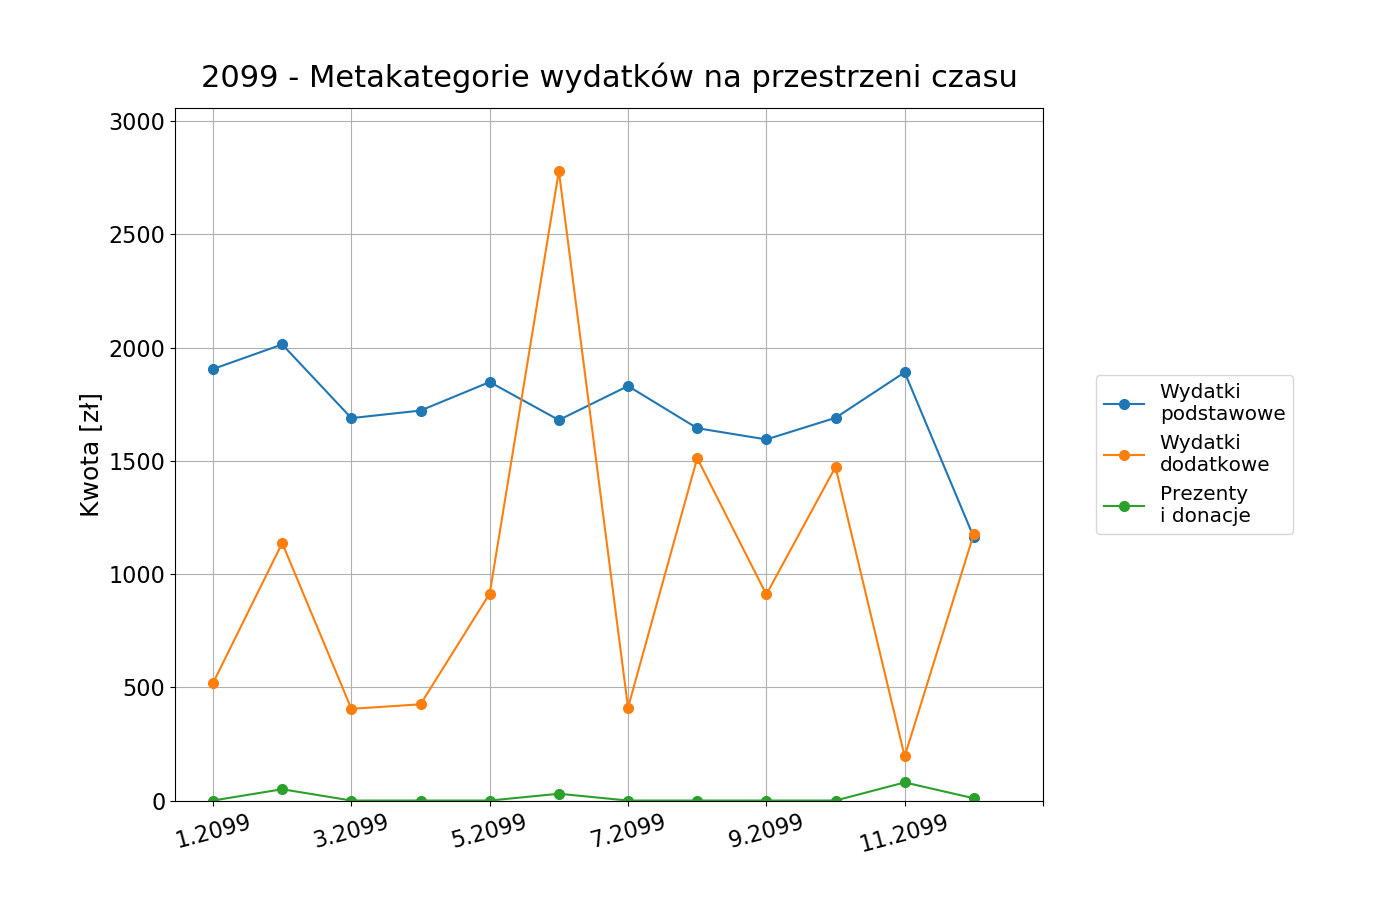 2099 - Metakategorie wydatków na przestrzeni czasu
Kwota [zł]
3000
2500
2000
1500
1000
500
0
1.2099
3.2099
5.2099
7.2099
9.2099
11.2099
Wydatki
podstawowe
Wydatki
dodatkowe
Prezenty
i donacje